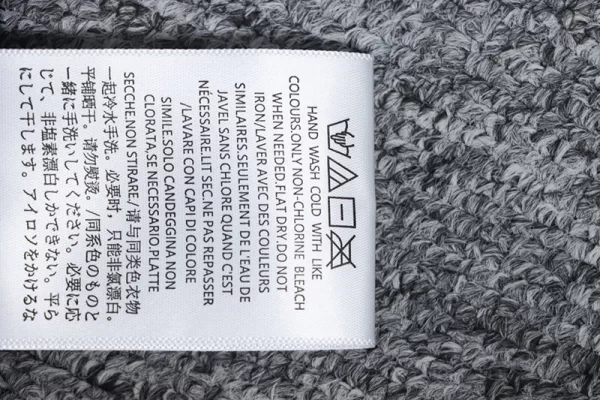 HAND WASH COLD WITH LIKE
COLOURS.ONLY NON-CHLORINE BLEACH
WHEN NEEDED.FLAT DRY.DO NOT
IRON/LAVER AVEC DES COULEURS
SIMILAIRES.SEULEMENT DE L'EAU DE
JAVEL SANS CHLORE QUAND C'EST
NECESSAIRE.LIT SEC.NE PAS REPASSER
/LAVARE CON CAPI DI COLORE
SIMILE.SOLO CANDEGGINA NON
CLORATA.SE NECESSARIO.PLATTE
SECCHE.NON STIRARE./请与同类色衣物
一起冷水手洗。必要时，只能非氯漂白。
平铺晒干。请勿熨烫。/同系色のものと
一緒に手洗いしてください。必要に応
じて、非塩素漂白しかできない。平ら
にして干します。アイロンをかけるな